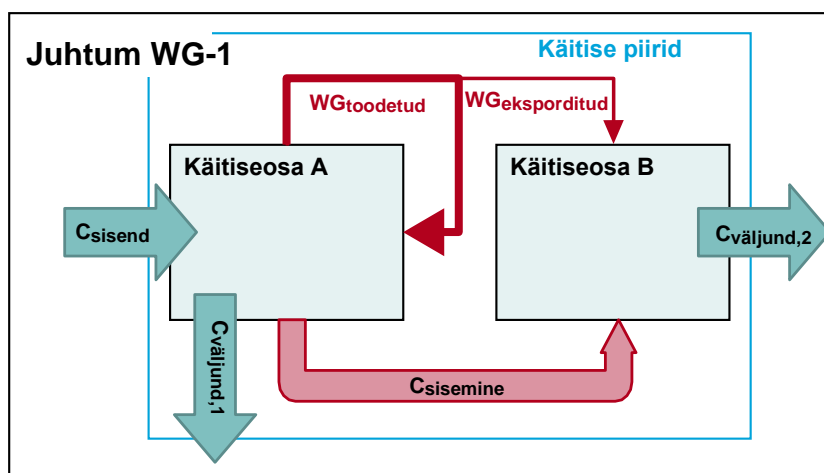 Juhtum WG-1
Käitise piirid
WGtoodetud
WGeksporditud
Käitiseosa A
Käitiseosa B
Csisend
Cväljund,2
Cväljund,1
Csisemine